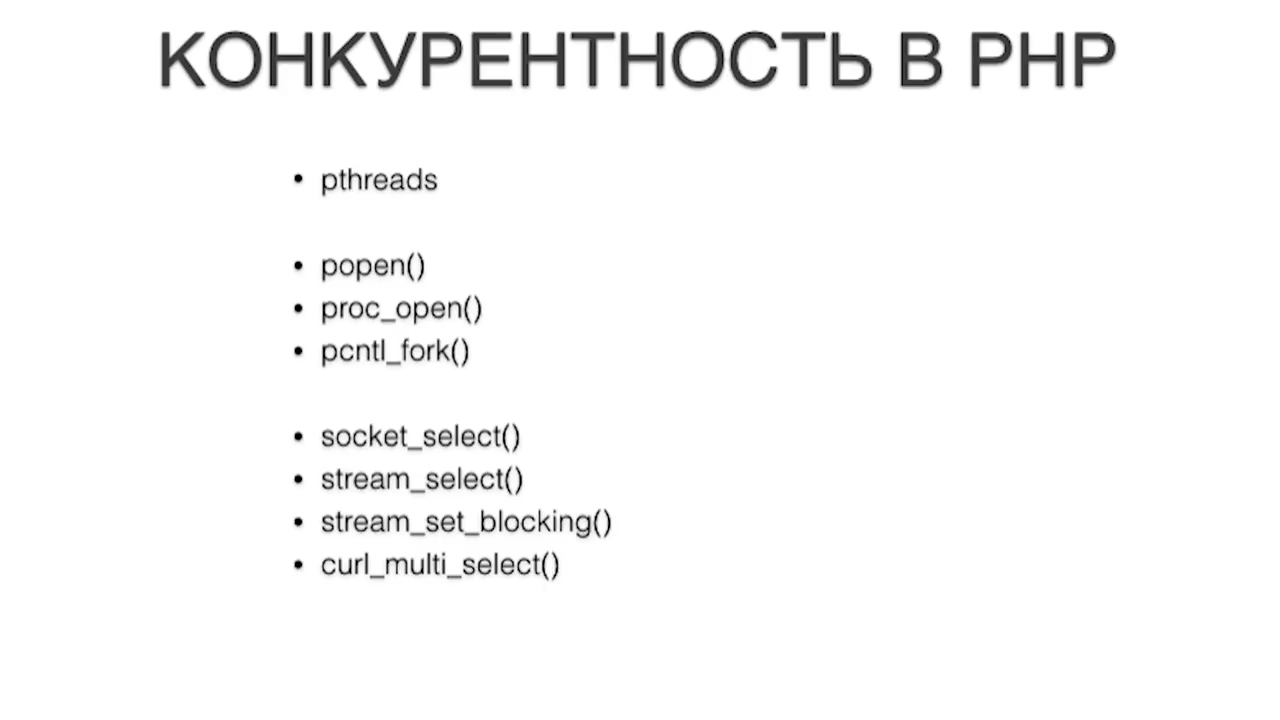 КОНКУРЕНТНОСТЬ В PHP
• pthreads
• popen()
• proc_open()
• pcntl_fork()
• socket_select()
• stream_select()
• stream_set_blocking()
• curl_multi_select()